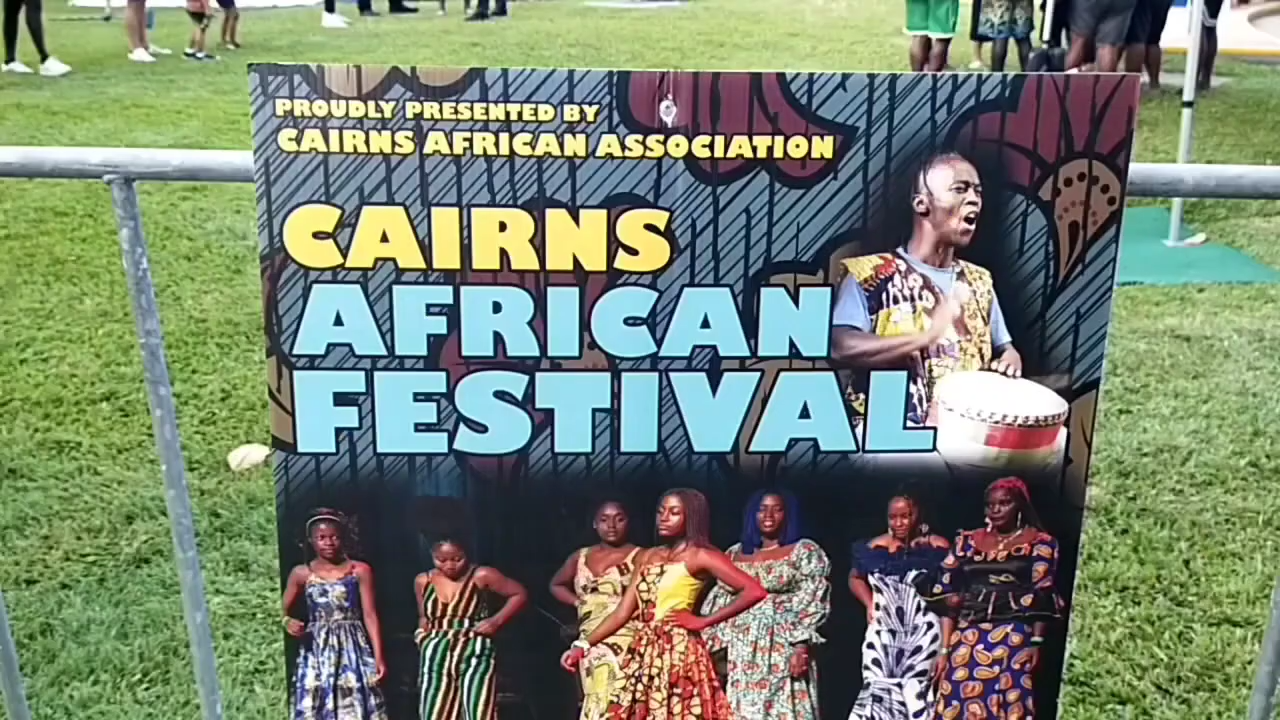 PROUDLY PRESENTED BY
CAIRNS AFRICAN ASSOCIATION
CAIRNS
AFRICAN
FESTIVAL